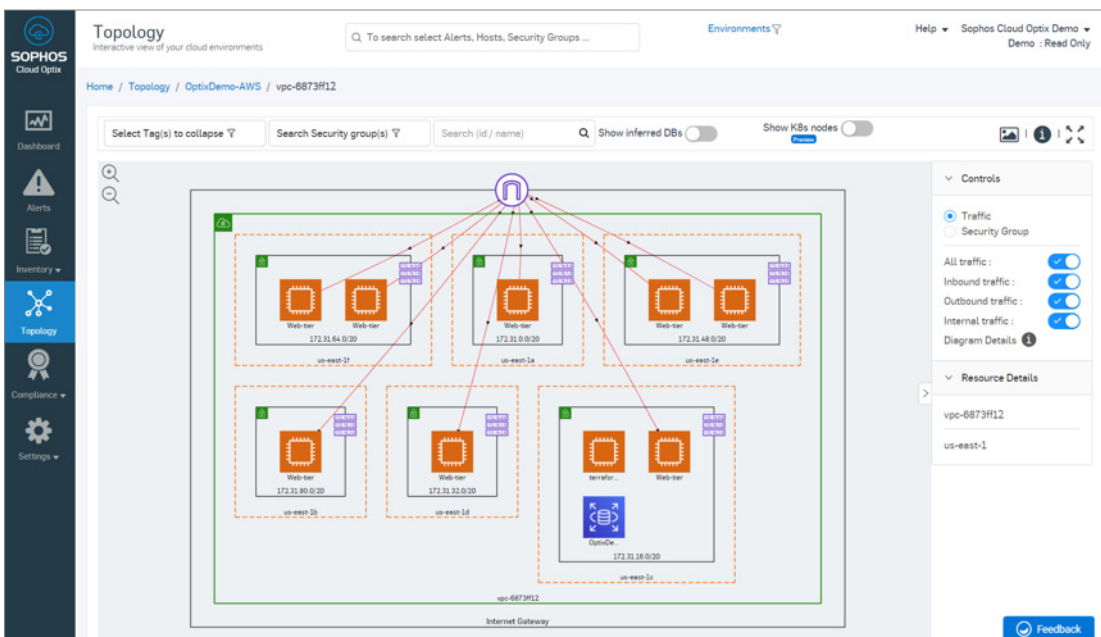 SOPHOS
Cloud Optix
Dashboard
Alerts
Inventory
Topology
Compliance
Settings
Topology
Interactive view of your cloud environments
To search select Alerts, Hosts, Security Groups ...
Environments
Help
Sophos Cloud Optix Demo
Demo : Read Only
Home / Topology / OptixDemo-AWS / vpc-6873ff12
Select Tag(s) to collapse
Search Security group(s)
Search (id / name)
Show inferred DBs
Show K8s nodes
Preview
Web-tier
Web-tier
172.31.64.0/20
us-east-1f
Web-tier
172.31.0.0/20
us-east-1a
Web-tier
Web-tier
172.31.48.0/20
us-east-1e
Web-tier
172.31.80.0/20
us-east-1b
Web-tier
172.31.32.0/20
us-east-1d
terrafor...
Web-tier
OptixDe...
172.31.16.0/20
us-east-1c
vpc-6873ff12
Internet Gateway
Controls
Traffic
Security Group
All traffic :
Inbound traffic :
Outbound traffic :
Internal traffic :
Diagram Details
Resource Details
vpc-6873ff12
us-east-1
Feedback